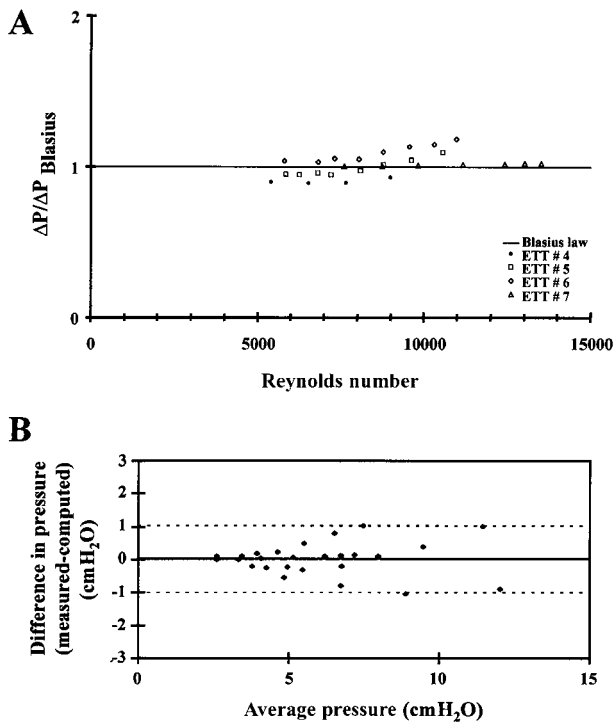 A
2
1
0
ΔP/ΔP Blasius
Blasius law
ETT # 4
ETT # 5
ETT # 6
ETT # 7
0 5000 10000 15000
Reynolds number
B
3
2
1
0
-1
-2
-3
Difference in pressure
(measured-computed)
(cmH₂O)
0 5 10 15
Average pressure (cmH₂O)